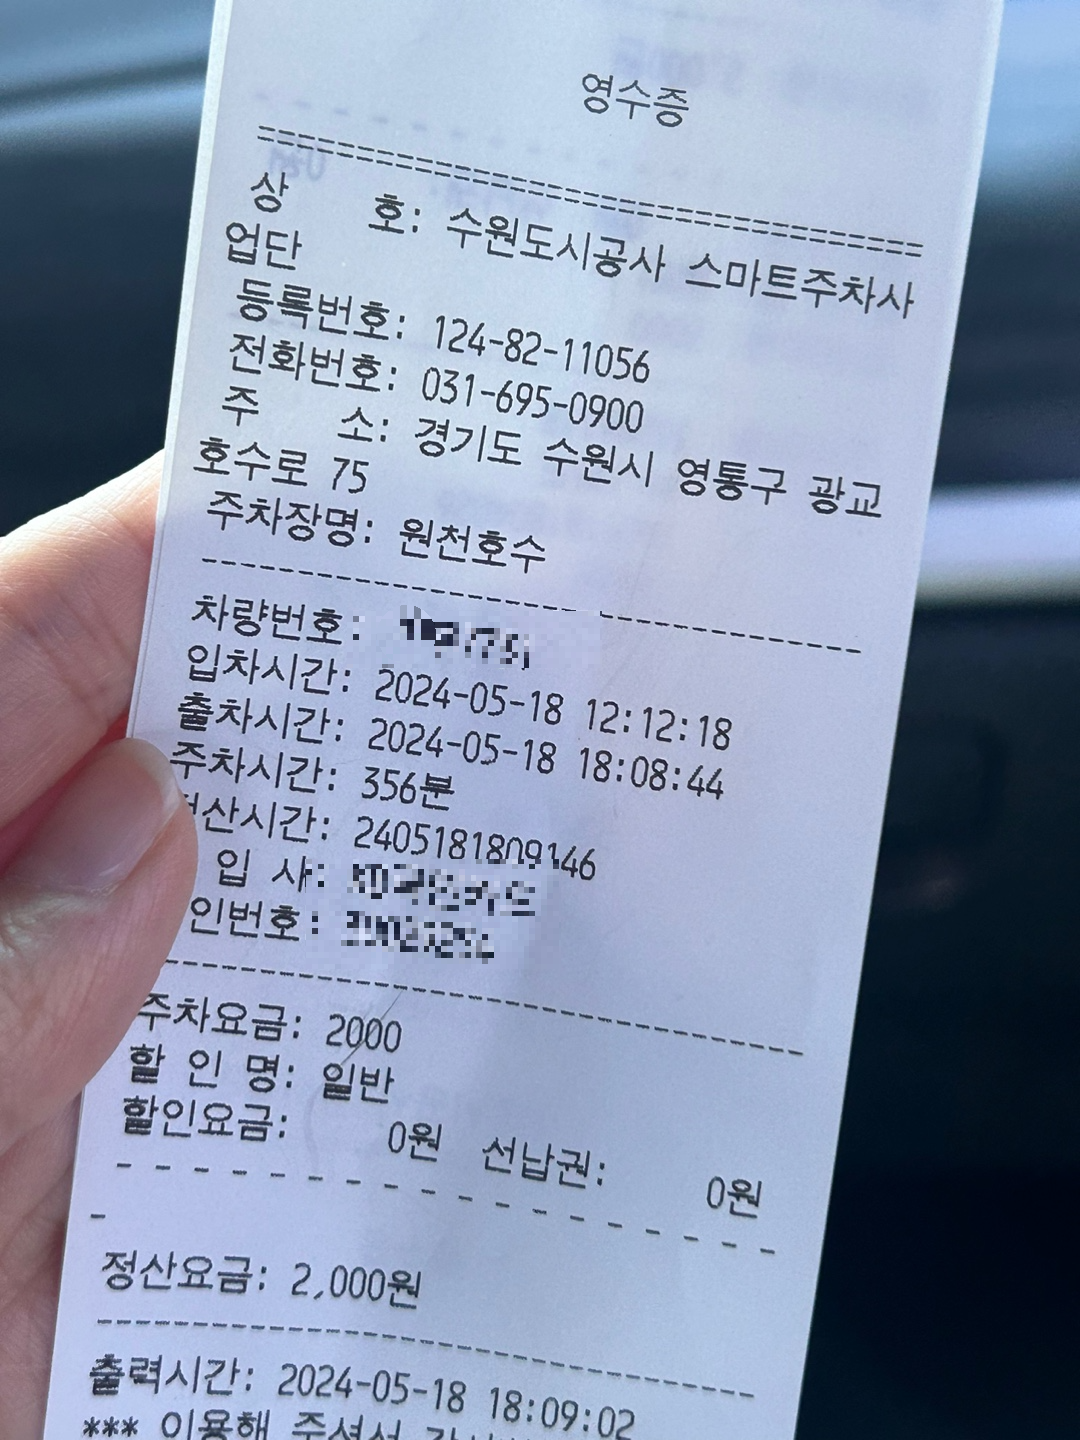 영수증
상 호: 수원도시공사 스마트주차사
업단
등록번호: 124-82-11056
전화번호: 031-695-0900
주 소: 경기도 수원시 영통구 광교
호수로 75
주차장명: 원천호수
차량번호:
입차시간: 2024-05-18 12:12:18
출차시간: 2024-05-18 18:08:44
주차시간: 356분
정산시간: 2405181809146
입 사:
인번호:
주차요금: 2000
할 인 명: 일반
할인요금: 0원 선납권: 0원
정산요금: 2,000원
출력시간: 2024-05-18 18:09:02
*** 이용해 주셔서